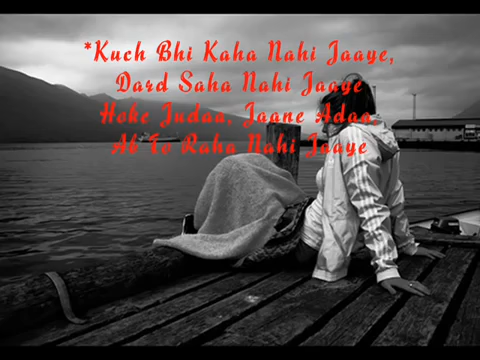 *Kuch Bhi Kaha Nahi Jaaye,
Dard Saha Nahi Jaaye
Hoke Judaa, Jaane Adaa,
Ab To Raha Nahi Jaaye